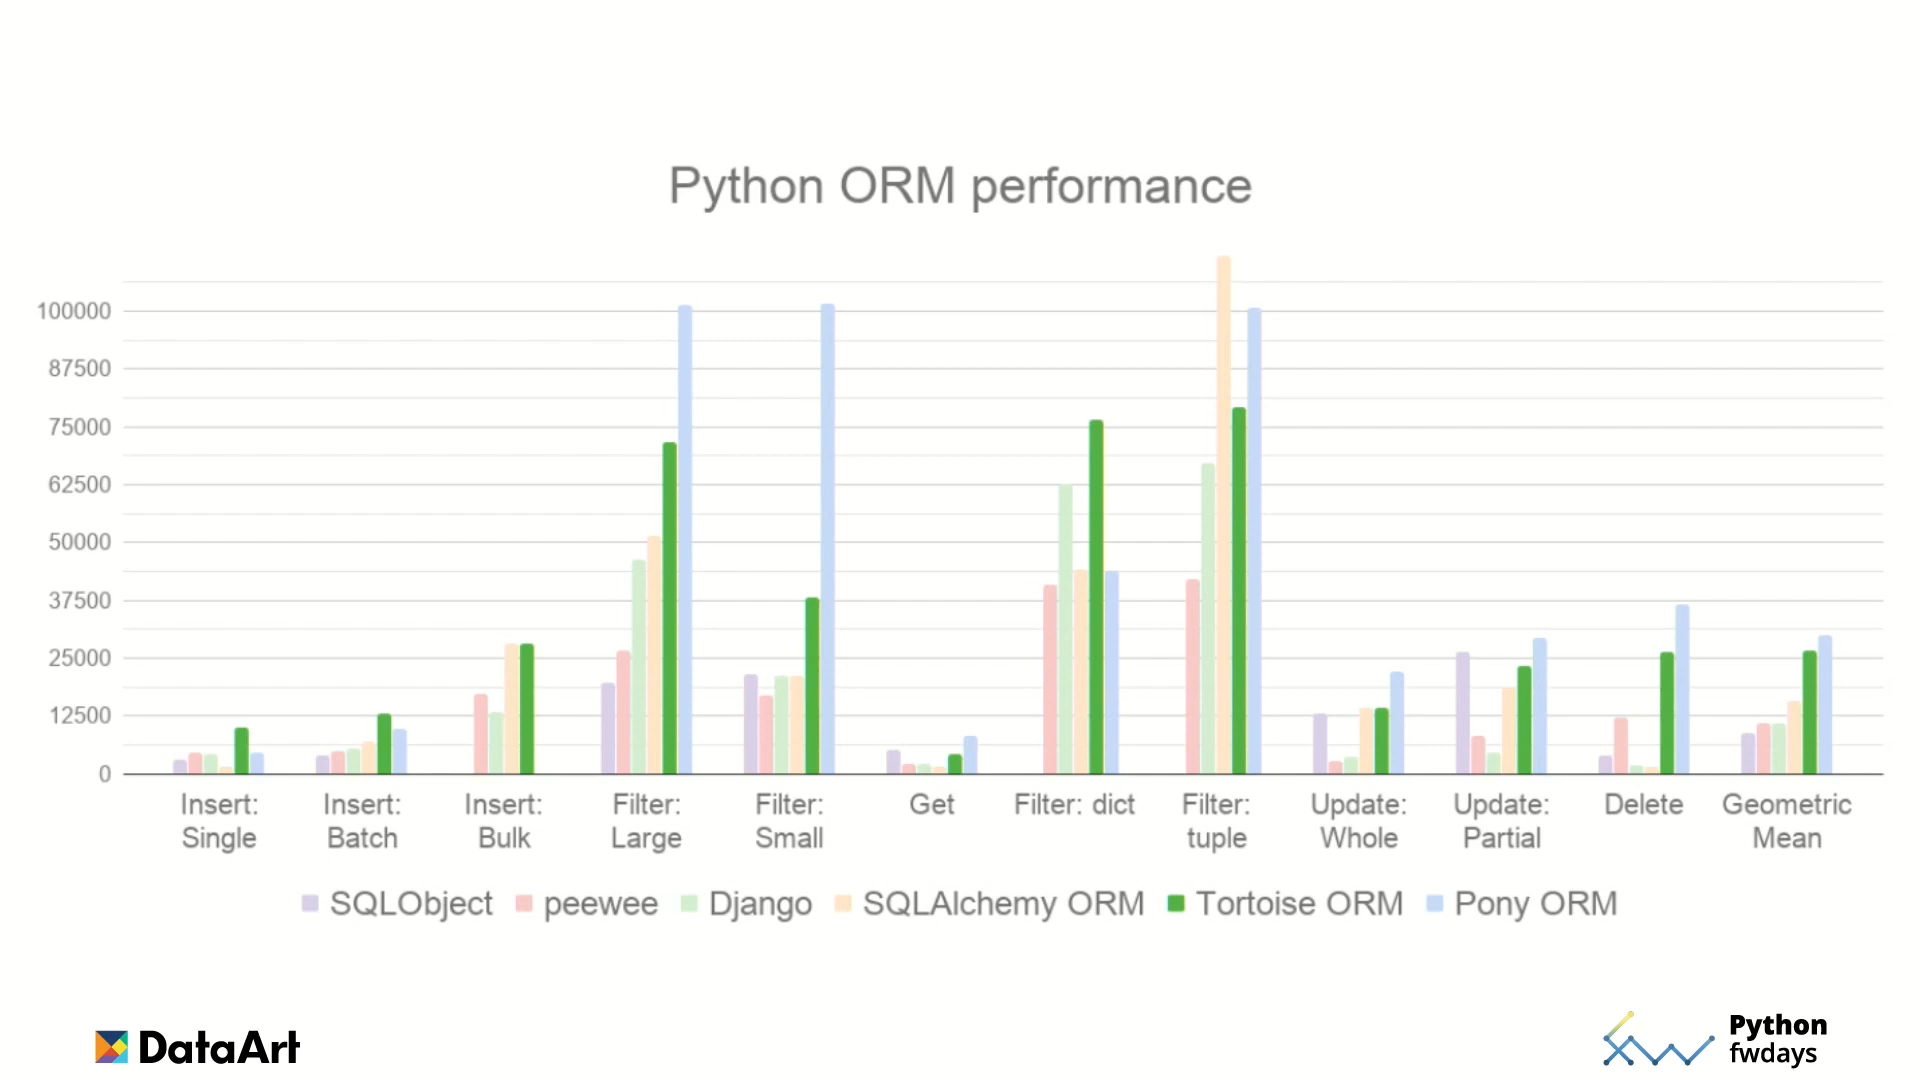 Python ORM performance
100000
87500
75000
62500
50000
37500
25000
12500
0
Insert: Single
Insert: Batch
Insert: Bulk
Filter: Large
Filter: Small
Get
Filter: dict
Filter: tuple
Update: Whole
Update: Partial
Delete
Geometric Mean
SQLObject peewee Django SQLAlchemy ORM Tortoise ORM Pony ORM
DataArt
Python
fwdays